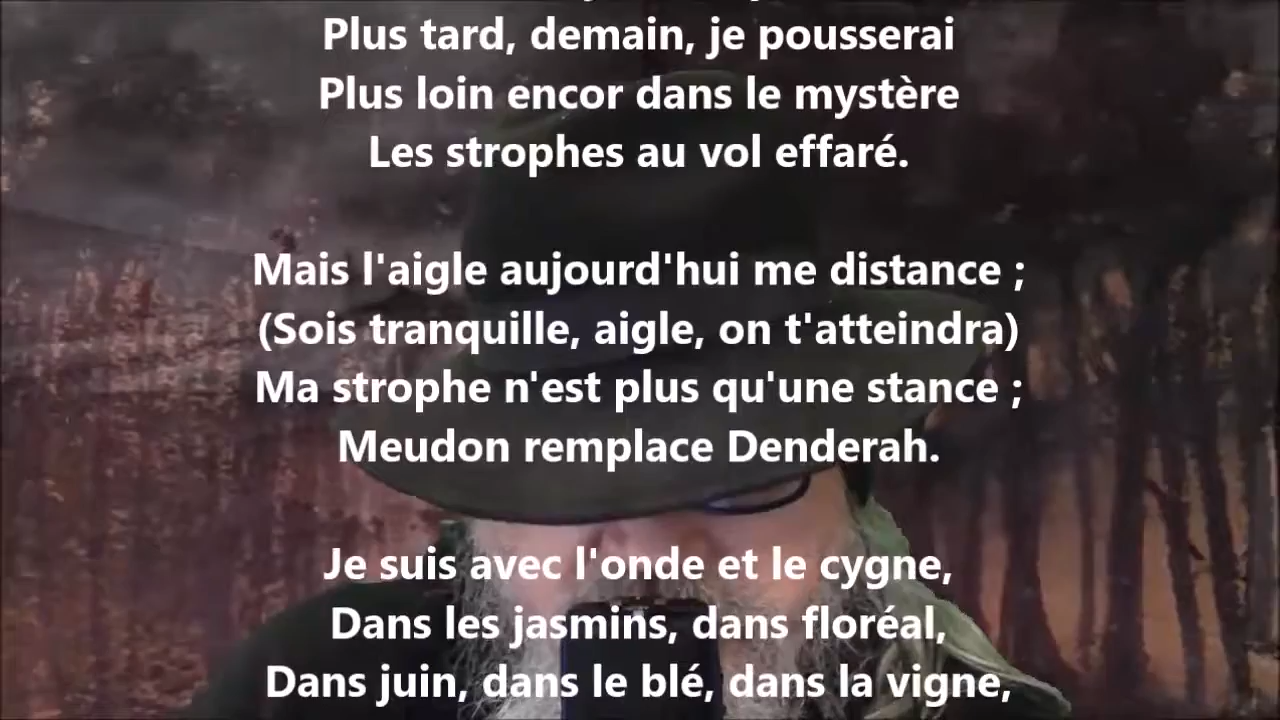 Plus tard, demain, je pousserai
Plus loin encor dans le mystère
Les strophes au vol effaré.
Mais l'aigle aujourd'hui me distance ;
(Sois tranquille, aigle, on t'atteindra)
Ma strophe n'est plus qu'une stance ;
Meudon remplace Denderah.
Je suis avec l'onde et le cygne,
Dans les jasmins, dans floréal,
Dans juin, dans le blé, dans la vigne,